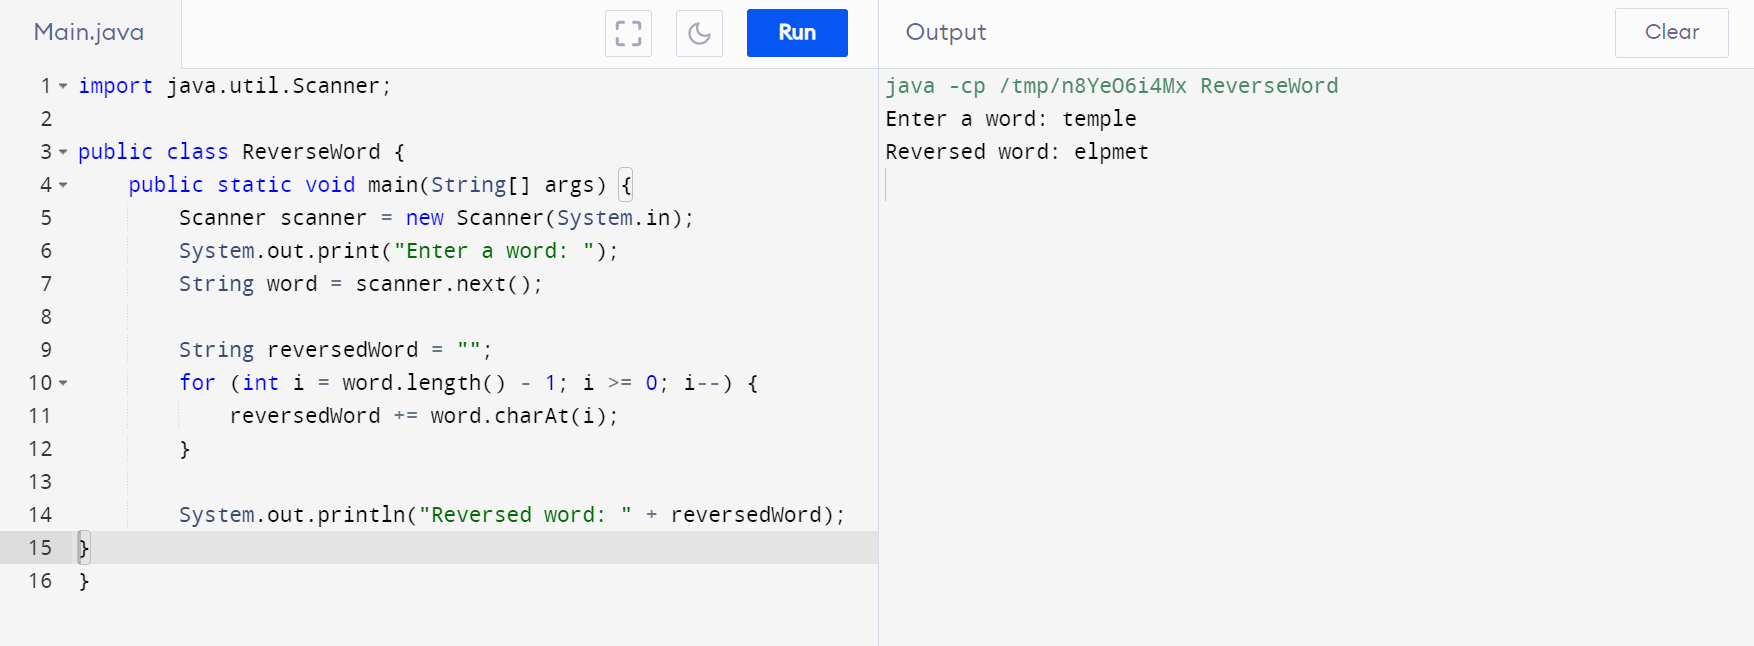 Main.java
Run
1 import java.util.Scanner;
2
3 public class ReverseWord {
4     public static void main(String[] args) {
5         Scanner scanner = new Scanner(System.in);
6         System.out.print("Enter a word: ");
7         String word = scanner.next();
8
9         String reversedWord = "";
10         for (int i = word.length() - 1; i >= 0; i--) {
11             reversedWord += word.charAt(i);
12         }
13
14         System.out.println("Reversed word: " + reversedWord);
15 }
16 }
Output
Clear
java -cp /tmp/n8YeO6i4Mx ReverseWord
Enter a word: temple
Reversed word: elpmet